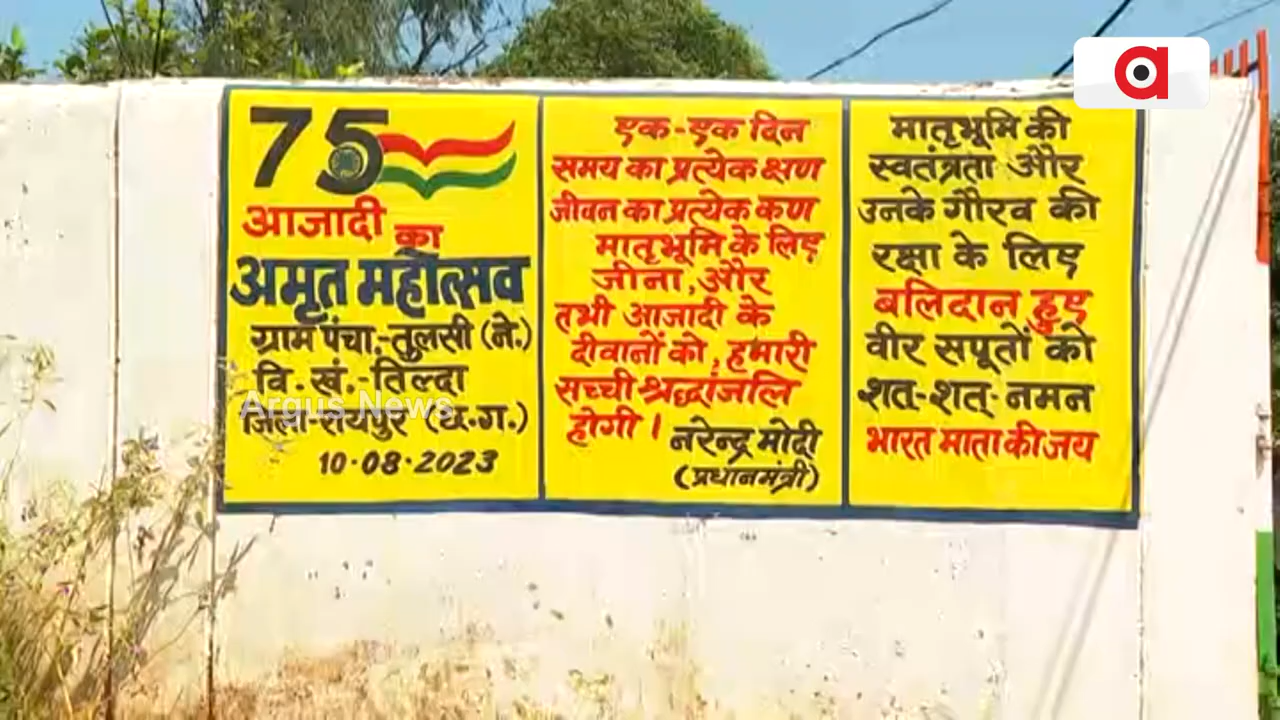 75
आजादी का
अमृत महोत्सव
ग्राम पंचा.-तुलसी (ने.)
वि.खं.-तिल्दा
जिला-रायपुर (छ.ग.)
10-08-2023
एक-एक दिन
समय का प्रत्येक क्षण
जीवन का प्रत्येक कण
मातृभूमि के लिए
जीना, और
तभी आजादी के
दीवानों को, हमारी
सच्ची श्रद्धांजलि
होगी।
नरेन्द्र मोदी
(प्रधानमंत्री)
मातृभूमि की
स्वतंत्रता और
उनके गौरव की
रक्षा के लिए
बलिदान हुए
वीर सपूतों को
शत्-शत्-नमन
भारत माता की जय
Argus News
a